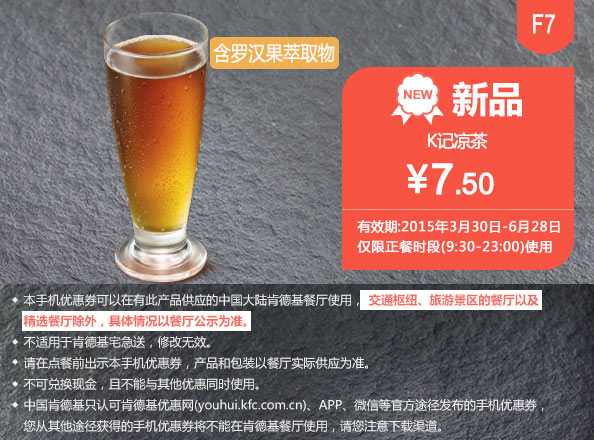 F7
含罗汉果萃取物
NEW
新品
K记凉茶
¥7.50
有效期:2015年3月30日-6月28日
仅限正餐时段(9:30-23:00)使用
• 本手机优惠券可以在有此产品供应的中国大陆肯德基餐厅使用，交通枢纽、旅游景区的餐厅以及
精选餐厅除外，具体情况以餐厅公示为准。
• 不适用于肯德基宅急送，修改无效。
• 请在点餐前出示本手机优惠券，产品和包装以餐厅实际供应为准。
• 不可兑换现金，且不能与其他优惠同时使用。
• 中国肯德基只认可肯德基优惠网(youhui.kfc.com.cn)、APP、微信等官方途径发布的手机优惠券，
您从其他途径获得的手机优惠券将不能在肯德基餐厅使用，请您注意下载渠道。